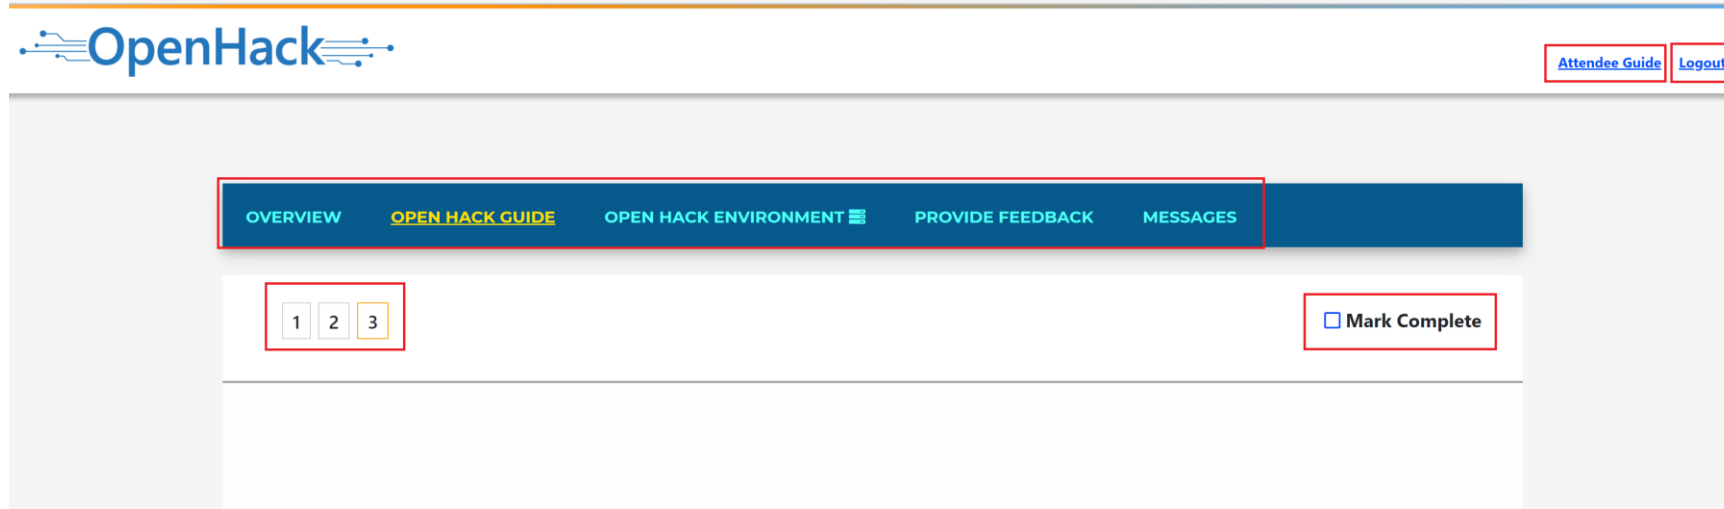 OpenHack
Attendee Guide Logout
OVERVIEW OPEN HACK GUIDE OPEN HACK ENVIRONMENT PROVIDE FEEDBACK MESSAGES
1 2 3 Mark Complete